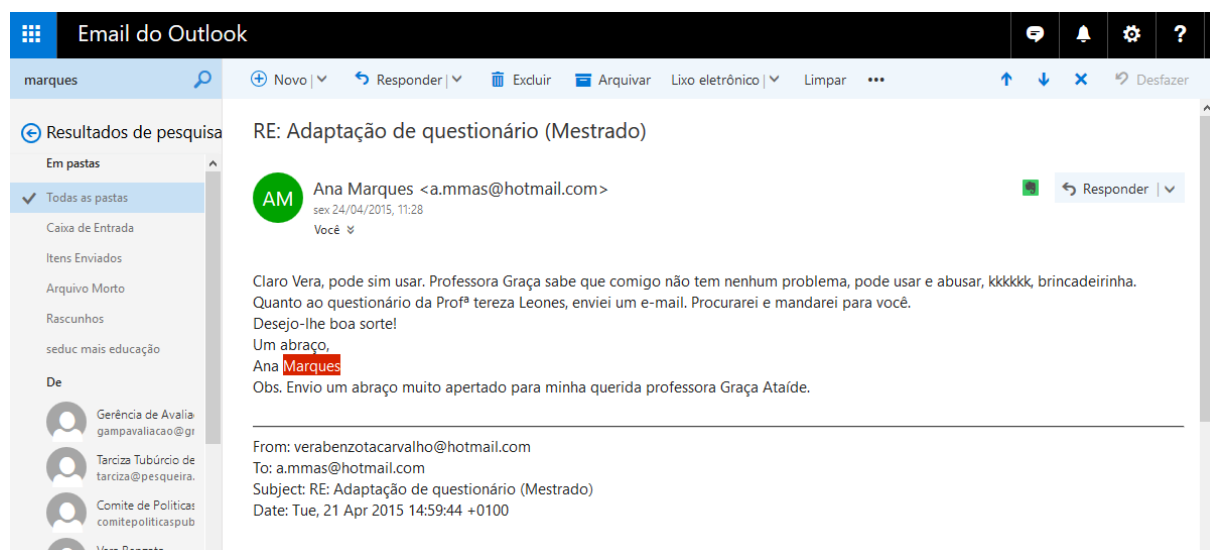 Email do Outlook
?
marques
Novo | Responder | Excluir Arquivar Lixo eletrônico | Limpar ••• Desfazer
Resultados de pesquisa
Em pastas
Todas as pastas
Caixa de Entrada
Itens Enviados
Arquivo Morto
Rascunhos
seduc mais educação
De
Gerência de Avalia
gampavaliacao@gr
Tarciza Tubúrcio de
tarciza@pesqueira.
Comite de Politicas
comitepoliticaspub
RE: Adaptação de questionário (Mestrado)
AM
Ana Marques <a.mmas@hotmail.com>
sex 24/04/2015, 11:28
Você
Responder |
Claro Vera, pode sim usar. Professora Graça sabe que comigo não tem nenhum problema, pode usar e abusar, kkkkkk, brincadeirinha.
Quanto ao questionário da Profª tereza Leones, enviei um e-mail. Procurarei e mandarei para você.
Desejo-lhe boa sorte!
Um abraço,
Ana Marques
Obs. Envio um abraço muito apertado para minha querida professora Graça Ataíde.
From: verabenzotacarvalho@hotmail.com
To: a.mmas@hotmail.com
Subject: RE: Adaptação de questionário (Mestrado)
Date: Tue, 21 Apr 2015 14:59:44 +0100